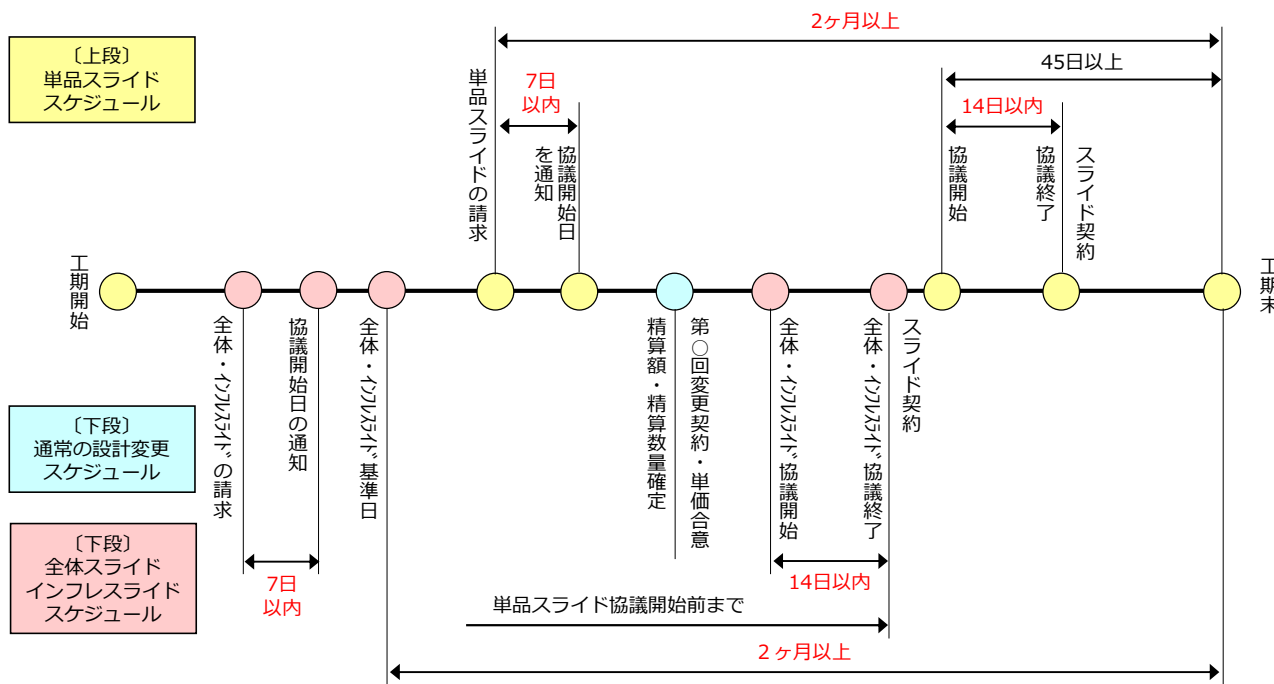 〔上段〕
単品スライド
スケジュール
2ヶ月以上
45日以上
7日
以内
14日以内
単品スライドの請求
協議開始日
を通知
協議開始
協議終了
スライド契約
工期開始
工期末
全体・インフレスライドの請求
協議開始日の通知
全体・インフレスライド基準日
第○回変更契約・単価合意
精算額・精算数量確定
全体・インフレスライド協議開始
スライド契約
全体・インフレスライド協議終了
〔下段〕
通常の設計変更
スケジュール
〔下段〕
全体スライド
インフレスライド
スケジュール
7日
以内
14日以内
単品スライド協議開始前まで
２ヶ月以上